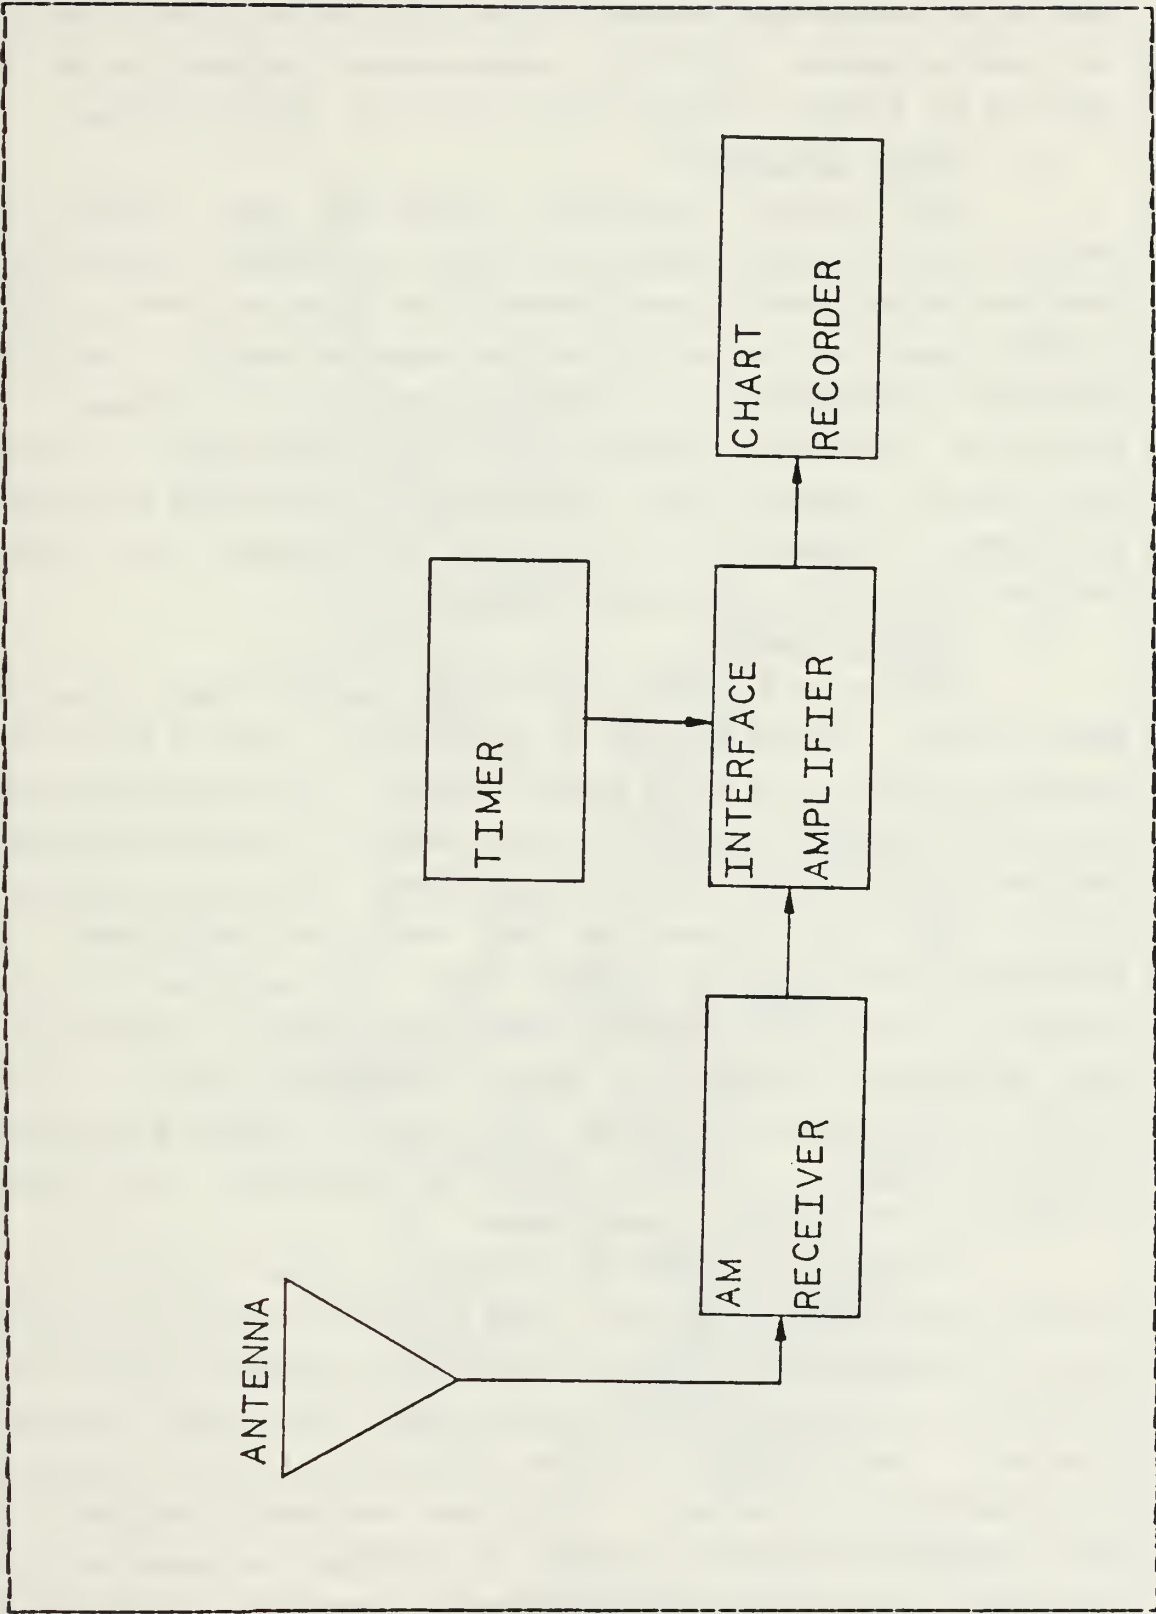 ANTENNA
AM
RECEIVER
TIMER
INTERFACE
AMPLIFIER
CHART
RECORDER